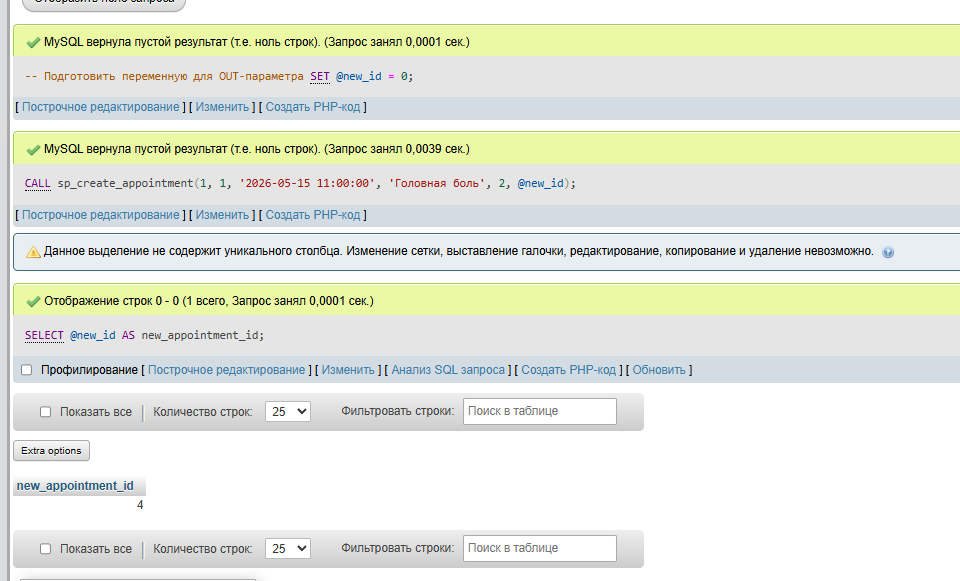 Отобразить поле запроса
MySQL вернула пустой результат (т.е. ноль строк). (Запрос занял 0,0001 сек.)
-- Подготовить переменную для OUT-параметра SET @new_id = 0;
[ Построчное редактирование ] [ Изменить ] [ Создать PHP-код ]
MySQL вернула пустой результат (т.е. ноль строк). (Запрос занял 0,0039 сек.)
CALL sp_create_appointment(1, 1, '2026-05-15 11:00:00', 'Головная боль', 2, @new_id);
[ Построчное редактирование ] [ Изменить ] [ Создать PHP-код ]
Данное выделение не содержит уникального столбца. Изменение сетки, выставление галочки, редактирование, копирование и удаление невозможно.
Отображение строк 0 - 0 (1 всего, Запрос занял 0,0001 сек.)
SELECT @new_id AS new_appointment_id;
Профилирование [ Построчное редактирование ] [ Изменить ] [ Анализ SQL запроса ] [ Создать PHP-код ] [ Обновить ]
Показать все | Количество строк: 25 Фильтровать строки: Поиск в таблице
Extra options
new_appointment_id
4
Показать все | Количество строк: 25 Фильтровать строки: Поиск в таблице